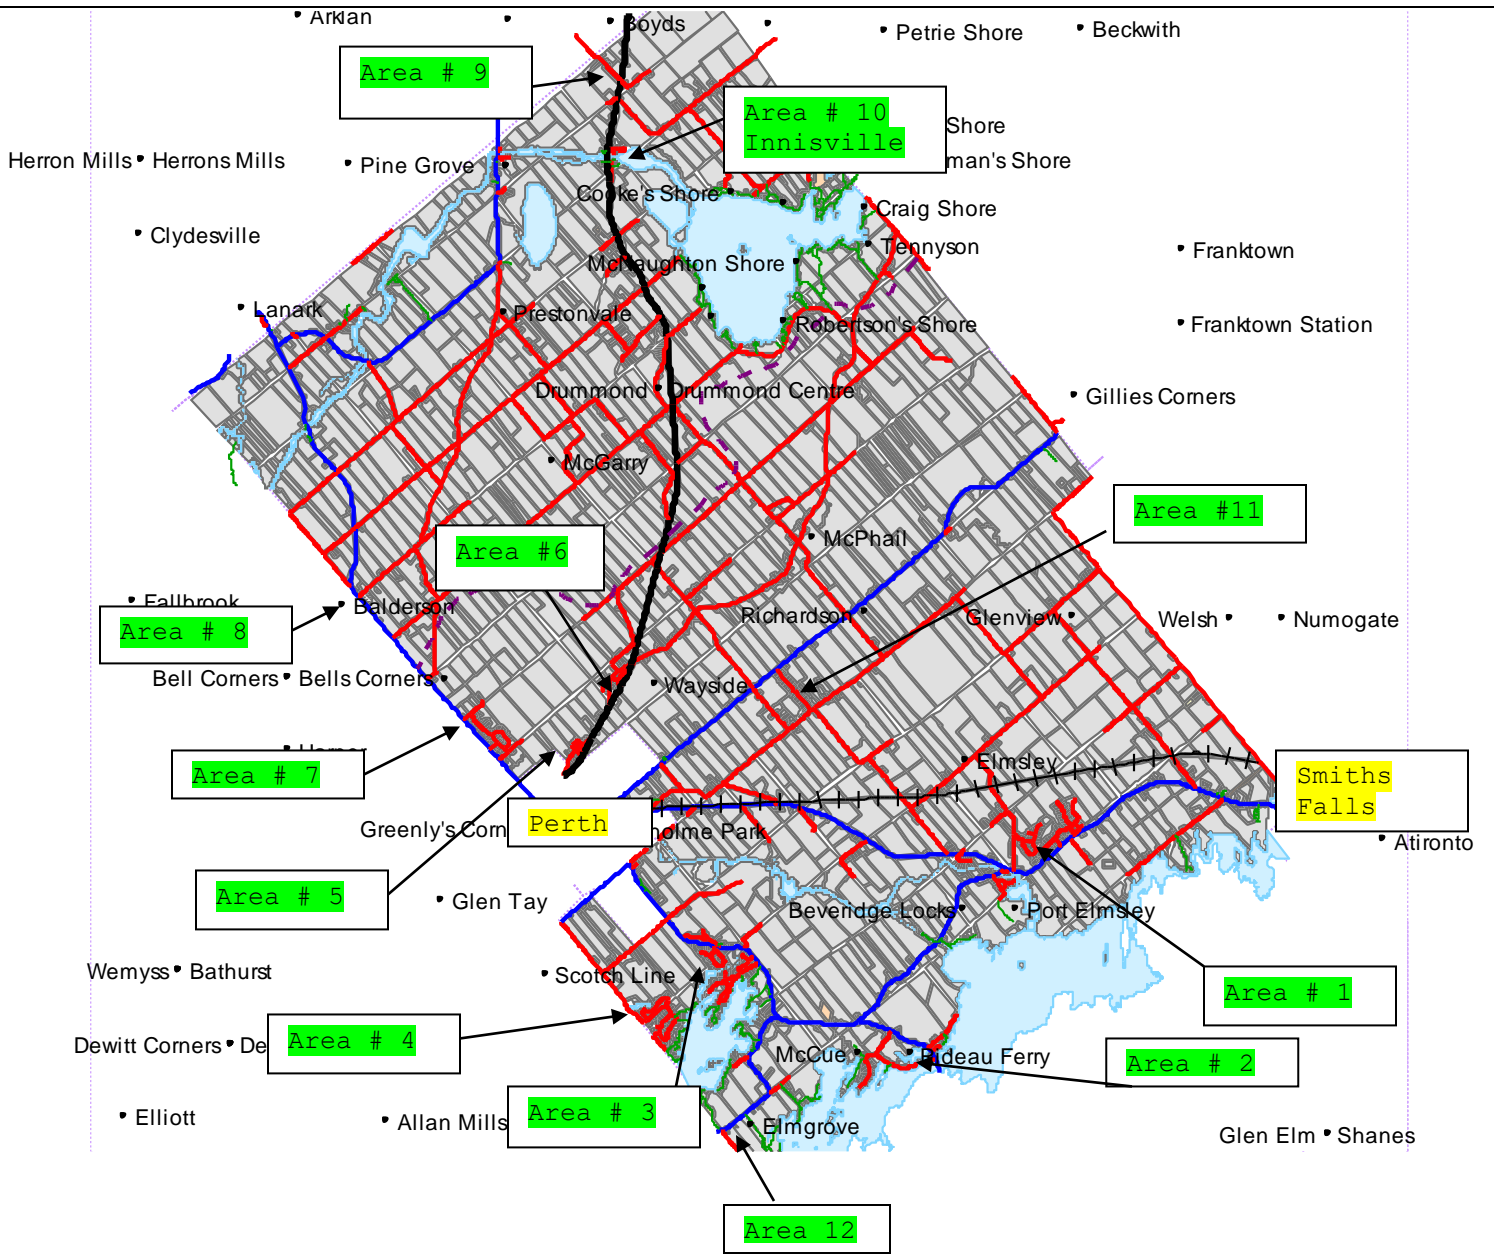 Arklan
Boyds
Petrie Shore
Beckwith
Area # 9
Area # 10
Innisville
Shore
man's Shore
Herron Mills
Herrons Mills
Pine Grove
Cooke's Shore
Craig Shore
Clydesville
Tennyson
Franktown
McNaughton Shore
Lanark
Prestonvale
Robertson's Shore
Franktown Station
Drummond
Drummond Centre
Gillies Corners
McGarry
Area #11
Area #6
McPhail
Fallbrook
Balderson
Area # 8
Richardson
Glenview
Welsh
Numogate
Bell Corners
Bells Corners
Wayside
Area # 7
Elmsley
Smiths
Falls
Greenly's Corn
Perth
holme Park
Atironto
Area # 5
Glen Tay
Beveridge Locks
Port Elmsley
Wemyss
Bathurst
Scotch Line
Area # 1
Dewitt Corners
De
Area # 4
McCue
Rideau Ferry
Area # 2
Elliott
Allan Mills
Area # 3
Elmgrove
Glen Elm
Shanes
Area 12